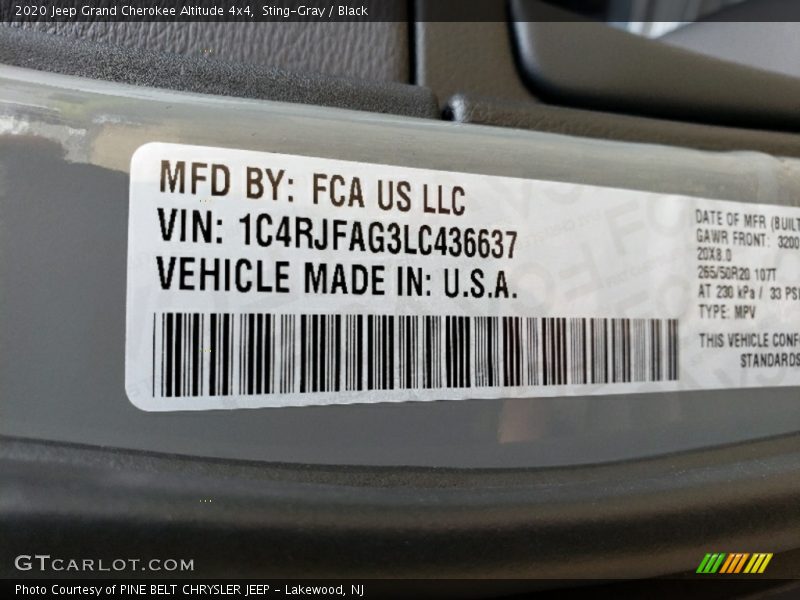 2020 Jeep Grand Cherokee Altitude 4x4, Sting-Gray / Black
MFD BY: FCA US LLC
VIN: 1C4RJFAG3LC436637
VEHICLE MADE IN: U.S.A.
DATE OF MFR (BUILT
GAWR FRONT: 3200
20X8.0
265/50R20 107T
AT 230 kPa / 33 PSI
TYPE: MPV
THIS VEHICLE CONF
STANDARDS
GTCARLOT.COM
Photo Courtesy of PINE BELT CHRYSLER JEEP - Lakewood, NJ